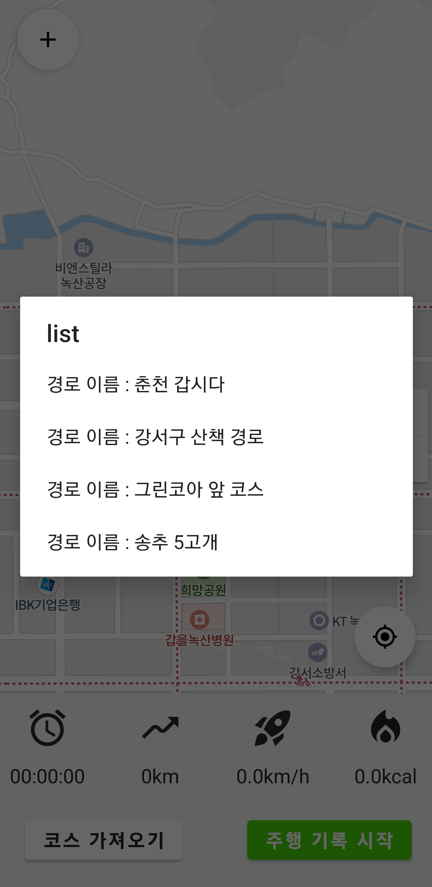 +
비엔스틸라
녹산공장
list
경로 이름 : 춘천 갑시다
경로 이름 : 강서구 산책 경로
경로 이름 : 그린코아 앞 코스
경로 이름 : 송추 5고개
희망공원
IBK기업은행
KT 녹
갑을녹산병원
강서소방서
00:00:00
0km
0.0km/h
0.0kcal
코스 가져오기
주행 기록 시작